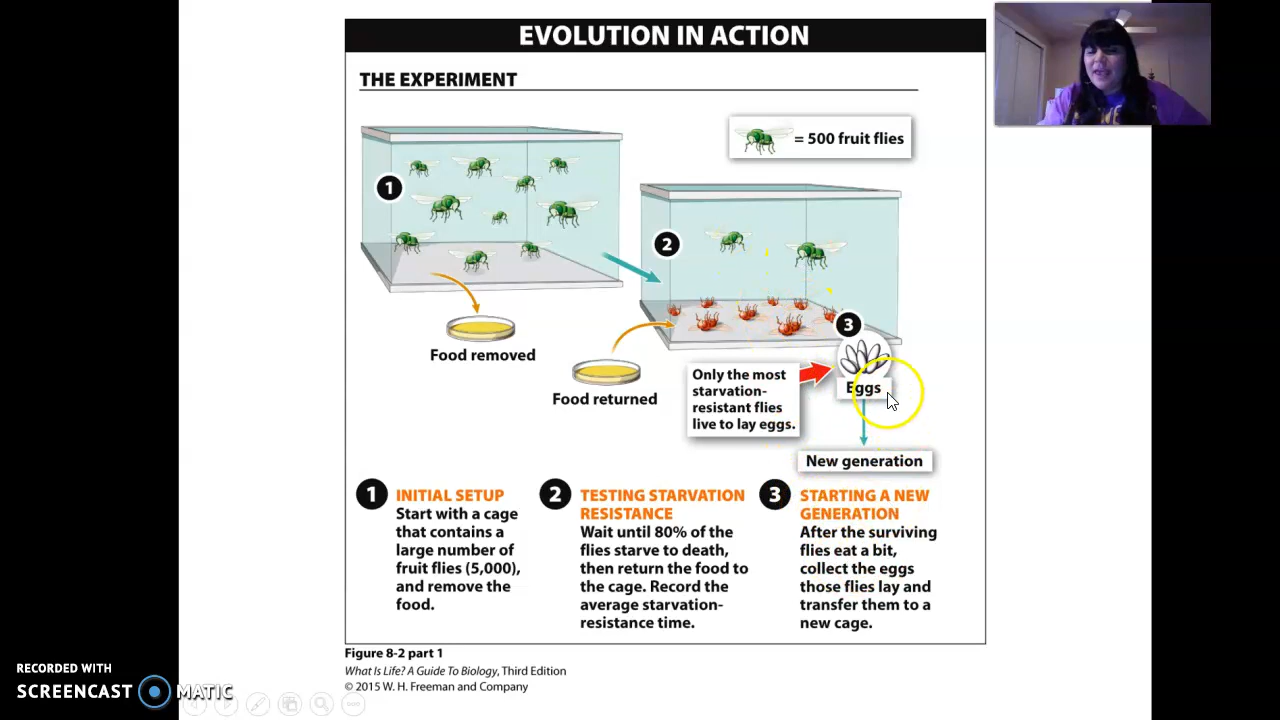 EVOLUTION IN ACTION
THE EXPERIMENT
= 500 fruit flies
1
2
3
Food removed
Food returned
Only the most
starvation-
resistant flies
live to lay eggs.
Eggs
New generation
1 INITIAL SETUP
Start with a cage
that contains a
large number of
fruit flies (5,000),
and remove the
food.
2 TESTING STARVATION
RESISTANCE
Wait until 80% of the
flies starve to death,
then return the food to
the cage. Record the
average starvation-
resistance time.
3 STARTING A NEW
GENERATION
After the surviving
flies eat a bit,
collect the eggs
those flies lay and
transfer them to a
new cage.
Figure 8-2 part 1
What Is Life? A Guide To Biology, Third Edition
© 2015 W. H. Freeman and Company
RECORDED WITH
SCREENCAST MATIC